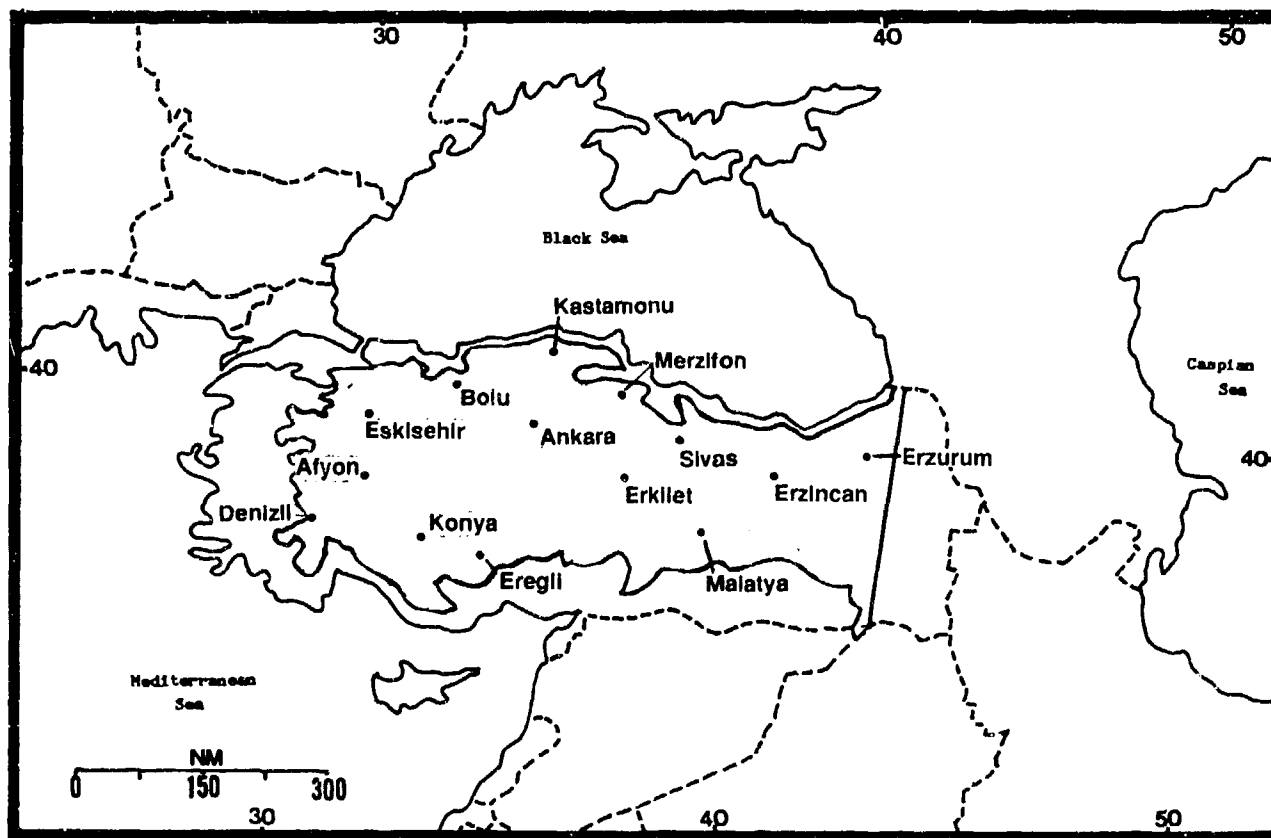 30
40
50
Black Sea
Kastamonu
40
Merzifon
Caspian
Sea
Bolu
Eskisehir
Ankara
Sivas
Erzurum
40
Afyon
Erkilet
Erzincan
Denizli
Konya
Eregli
Malatya
Mediterranean
Sea
NM
0
150
300
30
40
50